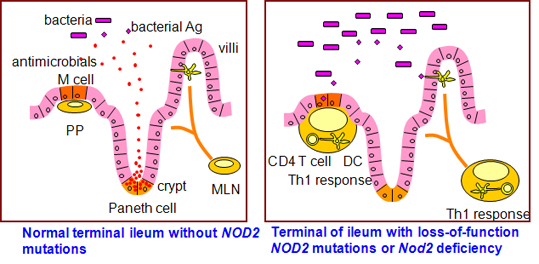 bacteria
bacterial Ag
villi
antimicrobials
M cell
PP
crypt
MLN
Paneth cell
Normal terminal ileum without NOD2
mutations
CD4 T cell DC
Th1 response
Th1 response
Terminal of ileum with loss-of-function
NOD2 mutations or Nod2 deficiency